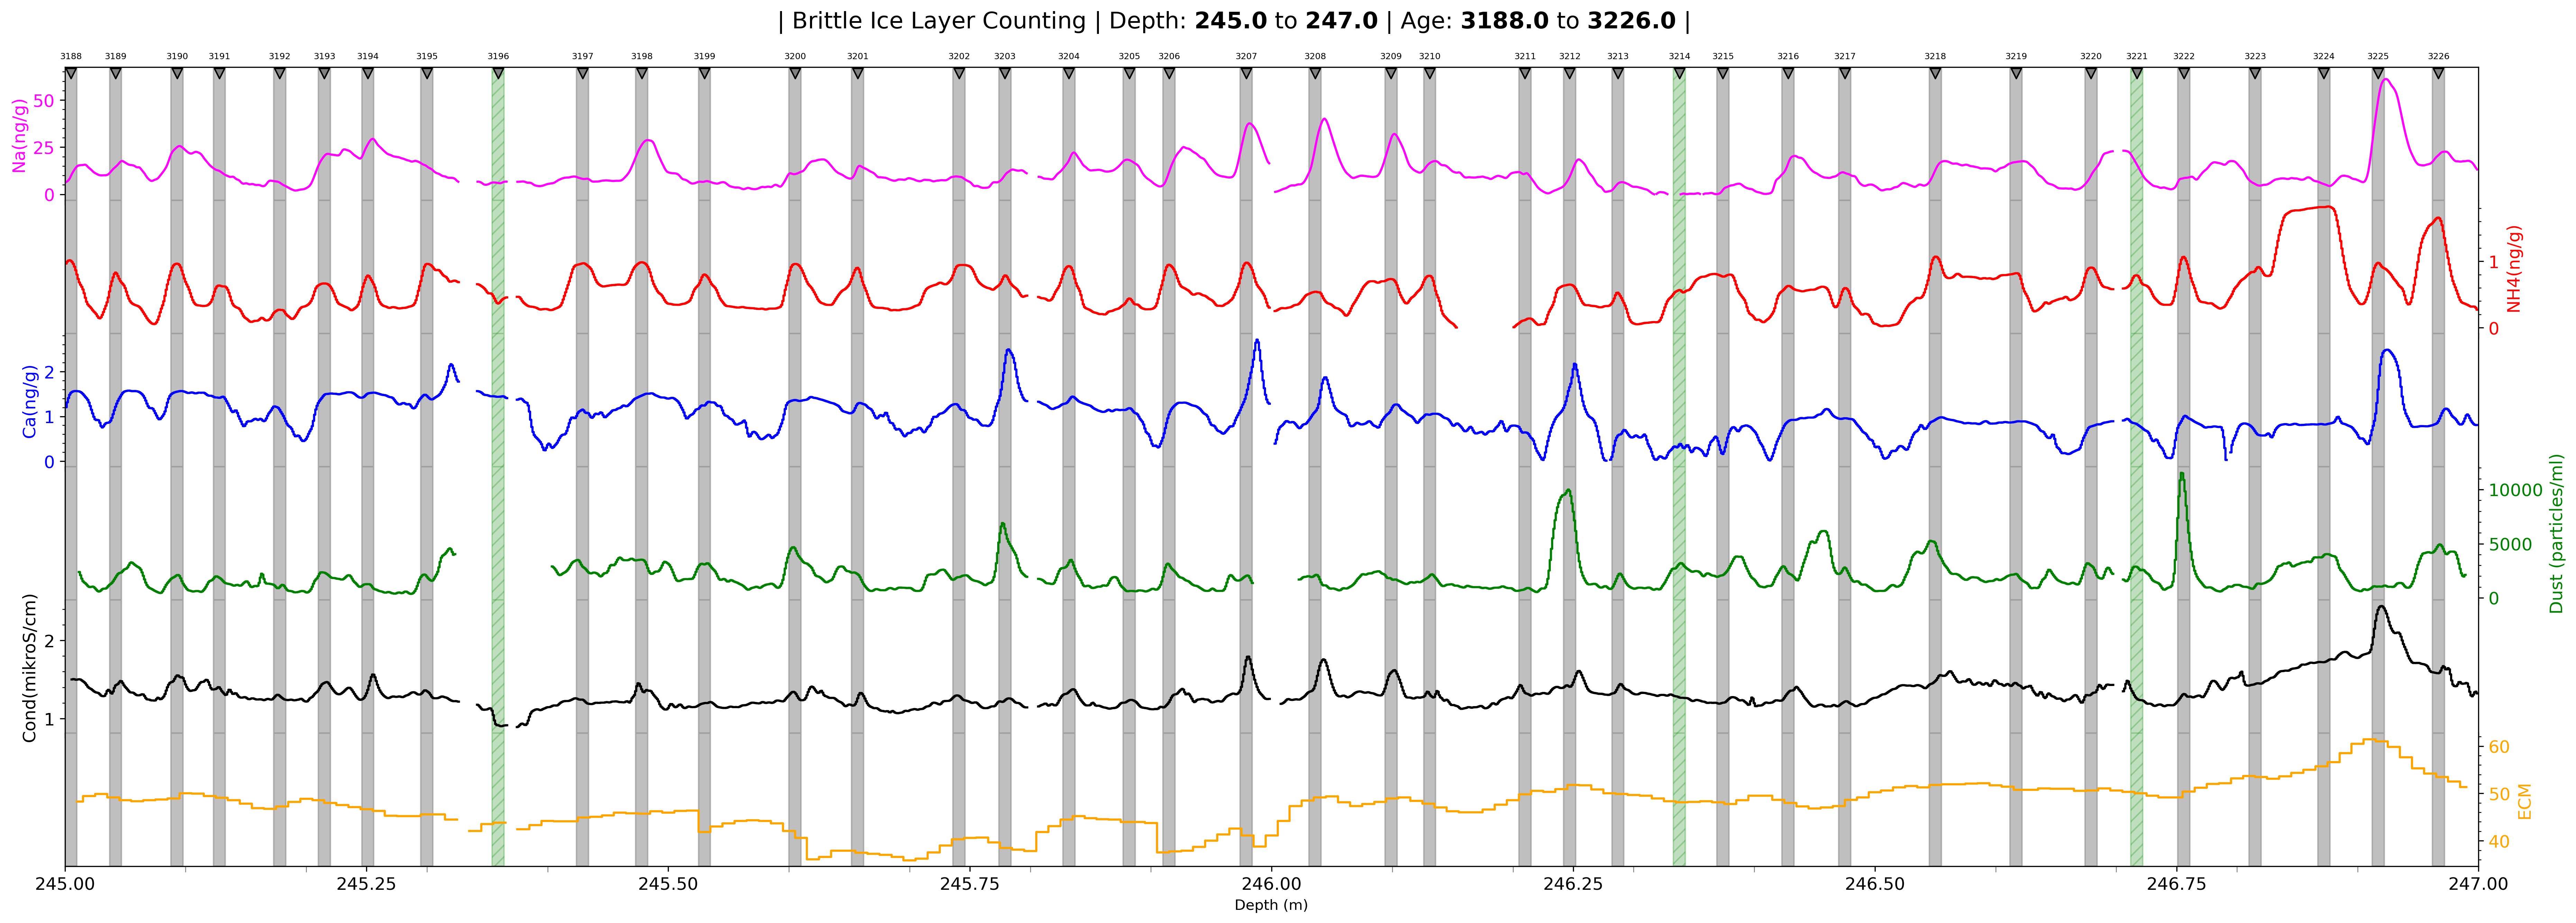 | Brittle Ice Layer Counting | Depth: 245.0 to 247.0 | Age: 3188.0 to 3226.0 |
3188 3189 3190 3191 3192 3193 3194 3195 3196 3197 3198 3199 3200 3201 3202 3203 3204 3205 3206 3207 3208 3209 3210 3211 3212 3213 3214 3215 3216 3217 3218 3219 3220 3221 3222 3223 3224 3225 3226
Na(ng/g)
50
25
0
NH4(ng/g)
1
0
Ca(ng/g)
2
1
0
Dust (particles/ml)
10000
5000
0
Cond(mikroS/cm)
2
1
ECM
60
50
40
245.00 245.25 245.50 245.75 246.00 246.25 246.50 246.75 247.00
Depth (m)